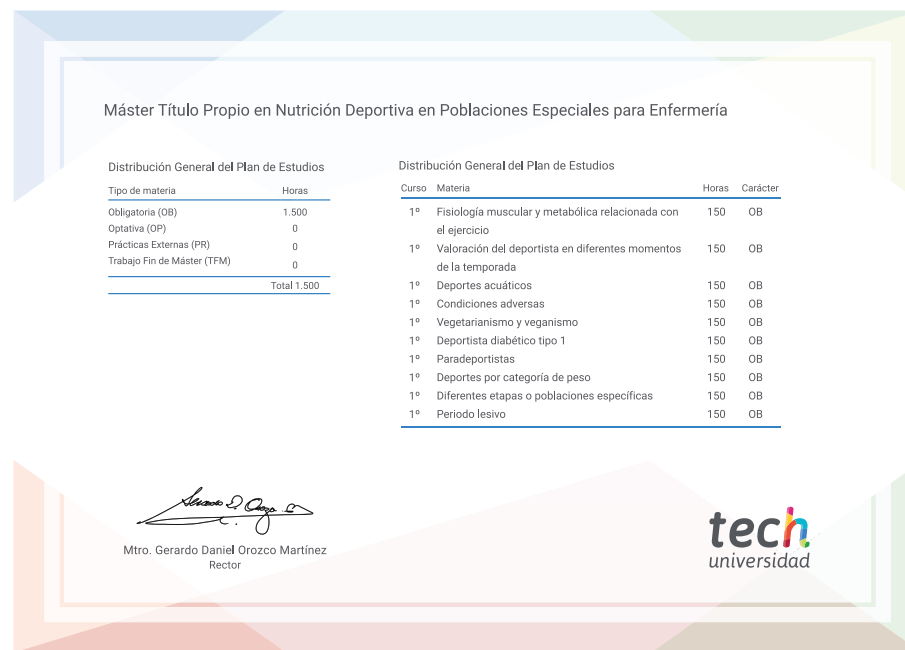 Máster Título Propio en Nutrición Deportiva en Poblaciones Especiales para Enfermería
Distribución General del Plan de Estudios
Tipo de materia Horas
Obligatoria (OB) 1.500
Optativa (OP) 0
Prácticas Externas (PR) 0
Trabajo Fin de Máster (TFM) 0
Total 1.500
Distribución General del Plan de Estudios
Curso Materia Horas Carácter
1º Fisiología muscular y metabólica relacionada con 150 OB
el ejercicio
1º Valoración del deportista en diferentes momentos 150 OB
de la temporada
1º Deportes acuáticos 150 OB
1º Condiciones adversas 150 OB
1º Vegetarianismo y veganismo 150 OB
1º Deportista diabético tipo 1 150 OB
1º Paradeportistas 150 OB
1º Deportes por categoría de peso 150 OB
1º Diferentes etapas o poblaciones específicas 150 OB
1º Periodo lesivo 150 OB
Mtro. Gerardo Daniel Orozco Martínez
Rector
tech
universidad